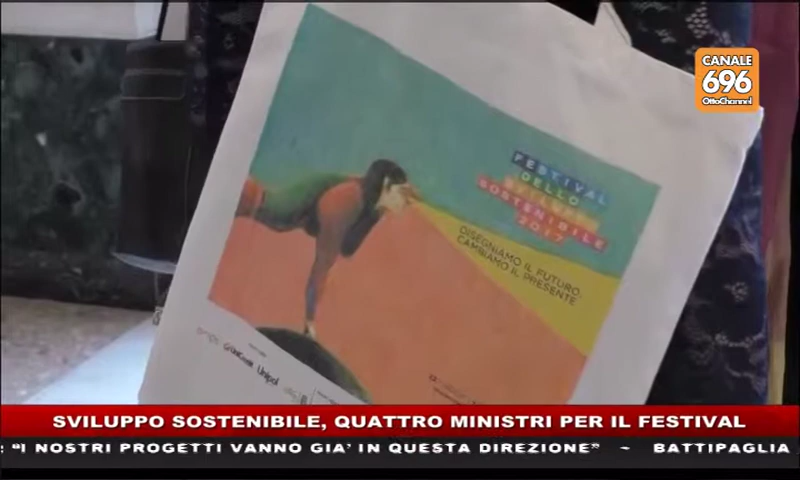 CANALE
696
OttoChannel
FESTIVAL
DELLO
SVILUPPO
SOSTENIBILE
2017
DISEGNIAMO IL FUTURO,
CAMBIAMO IL PRESENTE
Unipol
SVILUPPO SOSTENIBILE, QUATTRO MINISTRI PER IL FESTIVAL
: “I NOSTRI PROGETTI VANNO GIA’ IN QUESTA DIREZIONE” ~ BATTIPAGLIA